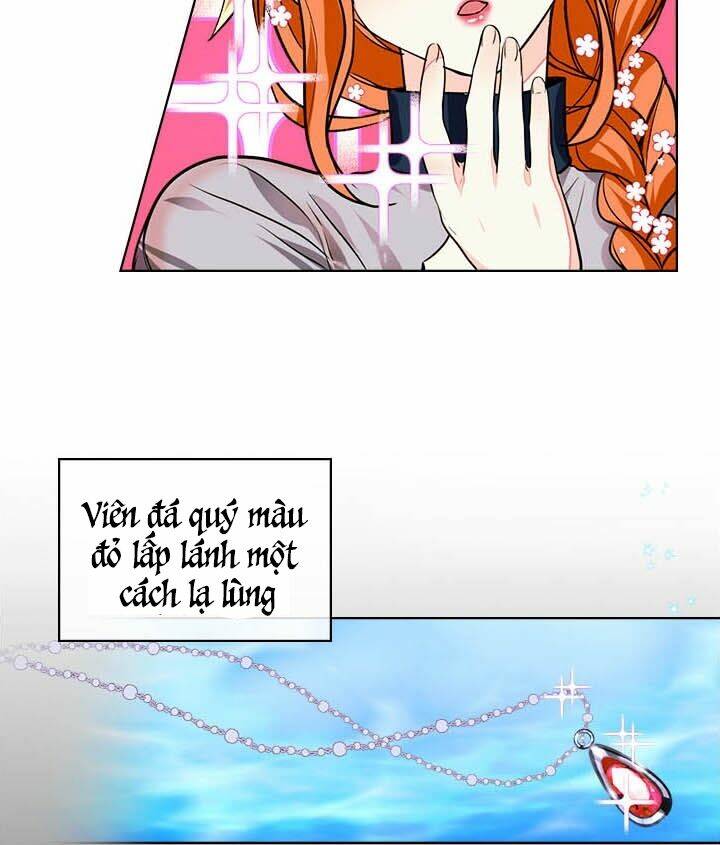 Viên đá quý màu
đỏ lấp lánh một
cách lạ lùng